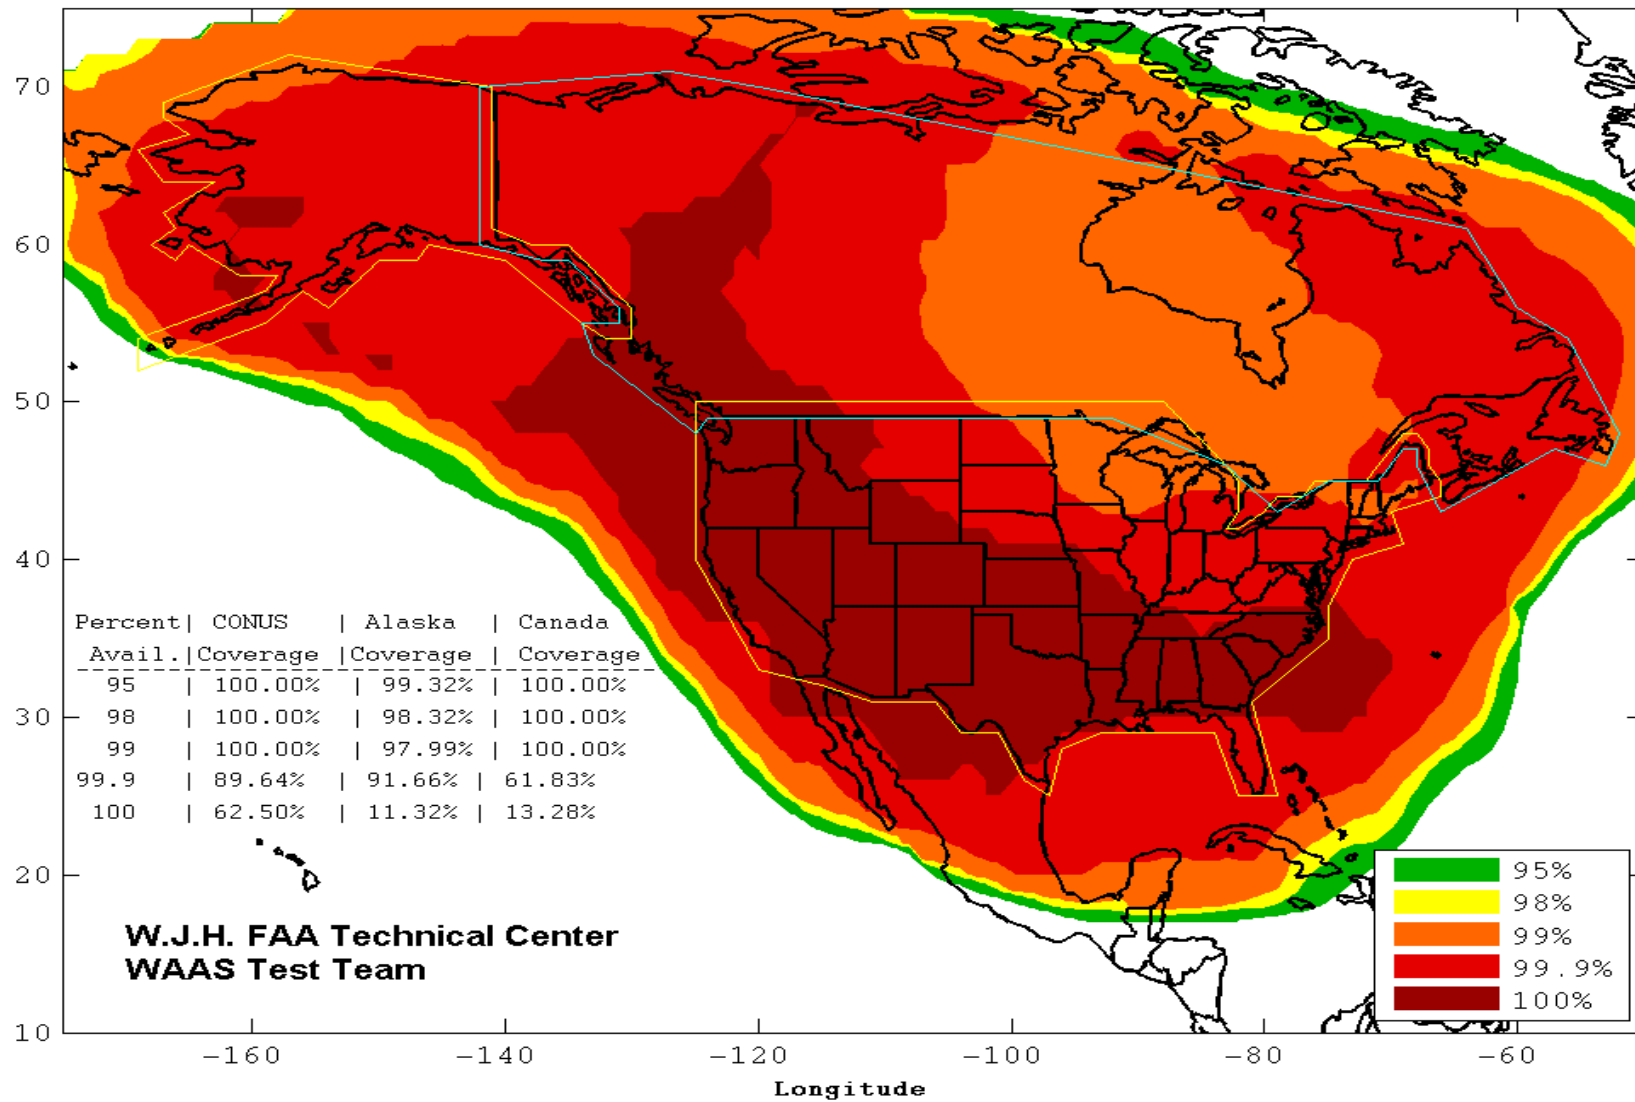 70
60
50
40
30
20
10
Percent| CONUS | Alaska | Canada
Avail.|Coverage |Coverage | Coverage
95 | 100.00% | 99.32% | 100.00%
98 | 100.00% | 98.32% | 100.00%
99 | 100.00% | 97.99% | 100.00%
99.9 | 89.64% | 91.66% | 61.83%
100 | 62.50% | 11.32% | 13.28%
W.J.H. FAA Technical Center
WAAS Test Team
95%
98%
99%
99.9%
100%
-160 -140 -120 -100 -80 -60
Longitude